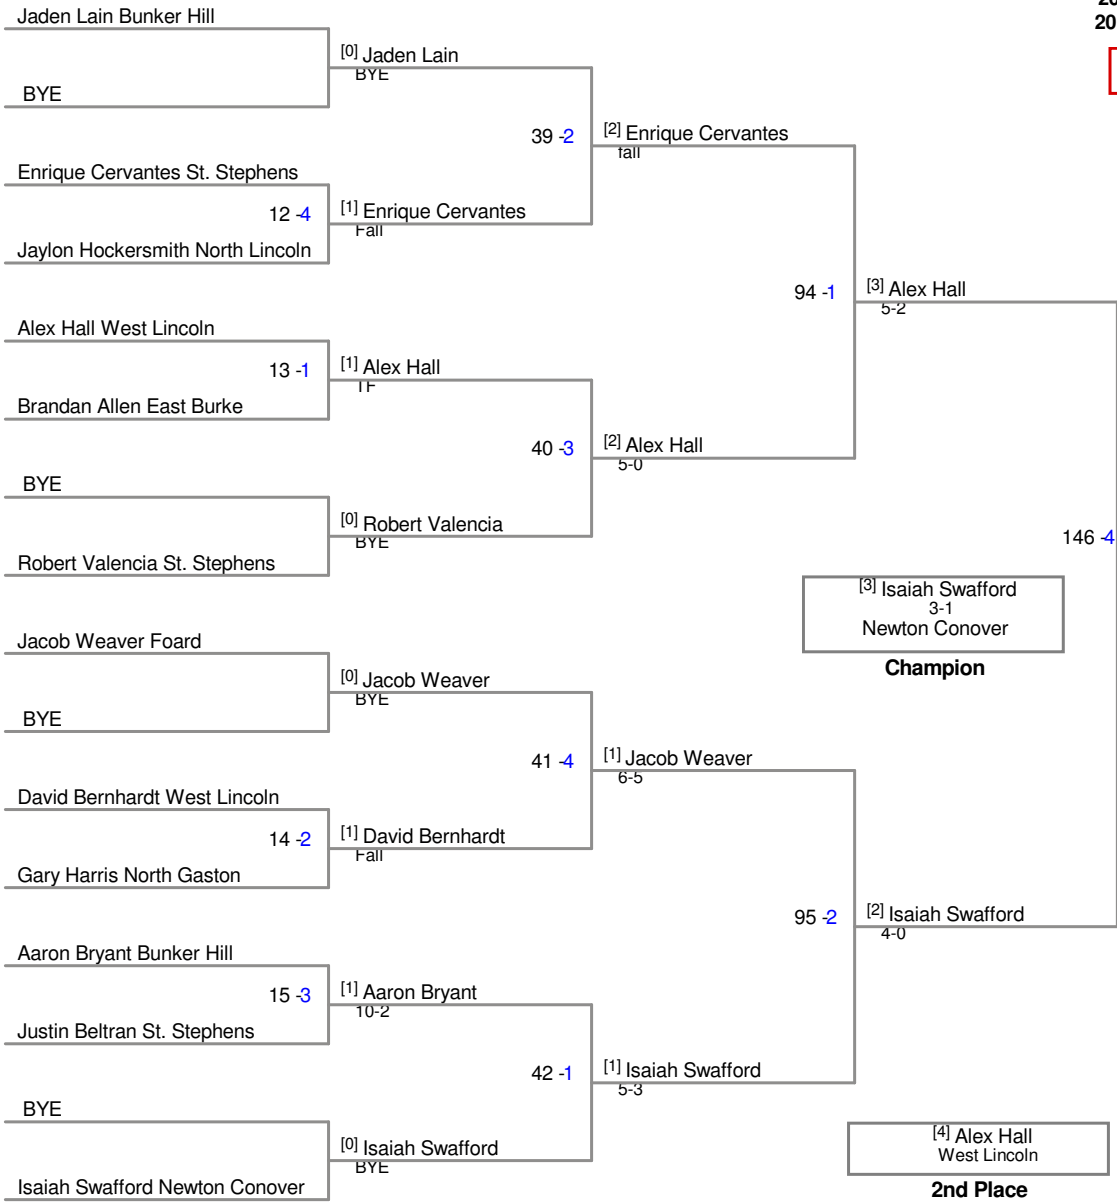 Jaden Lain Bunker Hill
20
[0] Jaden Lain
BYE
BYE
39 -2
[2] Enrique Cervantes
fall
Enrique Cervantes St. Stephens
12 -4
[1] Enrique Cervantes
Fall
Jaylon Hockersmith North Lincoln
94 -1
[3] Alex Hall
5-2
Alex Hall West Lincoln
13 -1
[1] Alex Hall
TF
Brandan Allen East Burke
40 -3
[2] Alex Hall
5-0
BYE
[0] Robert Valencia
BYE
Robert Valencia St. Stephens
146 -4
[3] Isaiah Swafford
3-1
Newton Conover
Champion
Jacob Weaver Foard
[0] Jacob Weaver
BYE
BYE
41 -4
[1] Jacob Weaver
6-5
David Bernhardt West Lincoln
14 -2
[1] David Bernhardt
Fall
Gary Harris North Gaston
95 -2
[2] Isaiah Swafford
4-0
Aaron Bryant Bunker Hill
15 -3
[1] Aaron Bryant
10-2
Justin Beltran St. Stephens
42 -1
[1] Isaiah Swafford
5-3
BYE
[0] Isaiah Swafford
BYE
Isaiah Swafford Newton Conover
[4] Alex Hall
West Lincoln
2nd Place